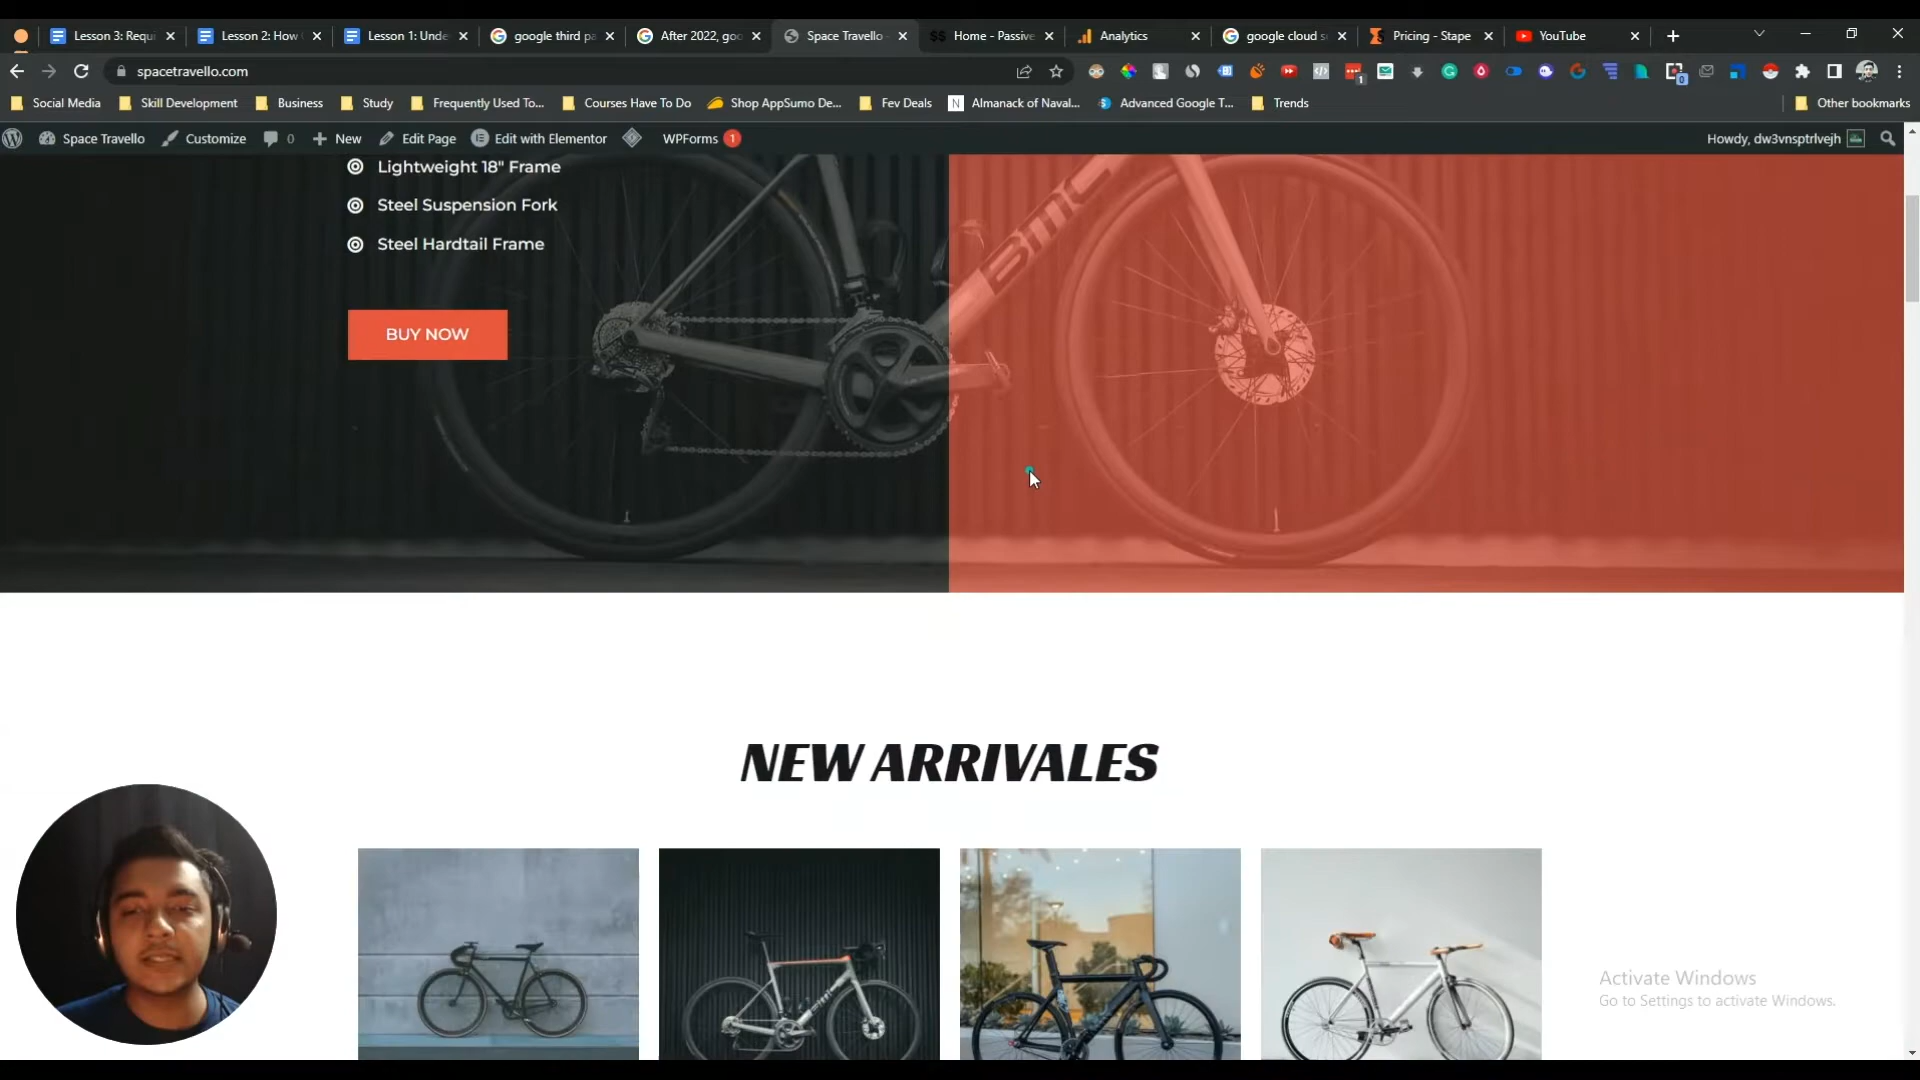 Lesson 3: Requi
Lesson 2: How
Lesson 1: Unde
google third pa
After 2022, goo
Space Travello -
$$ Home - Passive
Analytics
google cloud s
Pricing - Stape
YouTube
spacetravello.com
Social Media
Skill Development
Business
Study
Frequently Used To...
Courses Have To Do
Shop AppSumo De...
Fev Deals
N Almanack of Naval...
Advanced Google T...
Trends
Other bookmarks
Space Travello
Customize
0
New
Edit Page
Edit with Elementor
WPForms 1
Howdy, dw3vnsptrlvejh
Lightweight 18" Frame
Steel Suspension Fork
Steel Hardtail Frame
BMC
BUY NOW
NEW ARRIVALES
Activate Windows
Go to Settings to activate Windows.